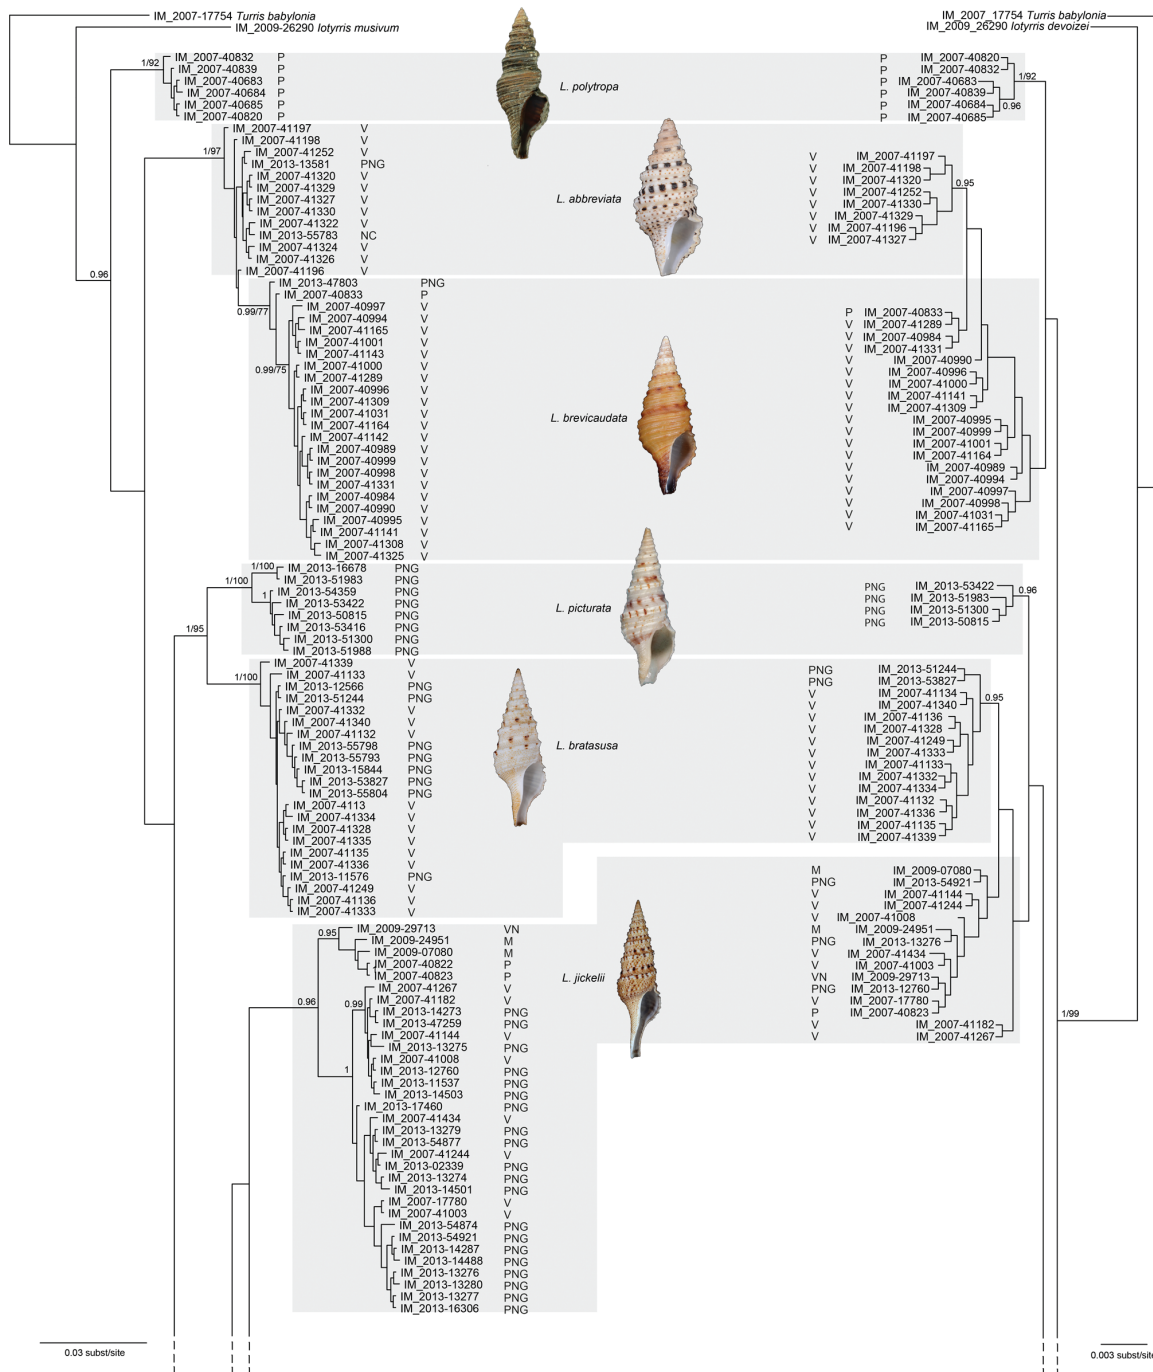 IM_2007-17754 Turris babylonia
IM_2009-26290 Iotyrris musivum
1/92
IM_2007-40832 P
IM_2007-40839 P
IM_2007-40683 P
IM_2007-40684 P
IM_2007-40685 P
IM_2007-40820 P
1/97
IM_2007-41197 V
IM_2007-41198 V
IM_2007-41252 V
IM_2013-13581 PNG
IM_2007-41320 V
IM_2007-41329 V
IM_2007-41327 V
IM_2007-41330 V
IM_2007-41322 V
IM_2013-55783 NC
IM_2007-41324 V
IM_2007-41326 V
IM_2007-41196 V
0.96
0.99/77
IM_2013-47803 PNG
IM_2007-40833 P
IM_2007-40997 V
IM_2007-40994 V
IM_2007-41165 V
IM_2007-41001 V
IM_2007-41143 V
0.99/75
IM_2007-41000 V
IM_2007-41289 V
IM_2007-40996 V
IM_2007-41309 V
IM_2007-41031 V
IM_2007-41164 V
IM_2007-41142 V
IM_2007-40989 V
IM_2007-40999 V
IM_2007-40998 V
IM_2007-41331 V
IM_2007-40984 V
IM_2007-40990 V
IM_2007-40995 V
IM_2007-41141 V
IM_2007-41308 V
IM_2007-41325 V
1/95
1/100
IM_2013-16678 PNG
IM_2013-51983 PNG
1
IM_2013-54359 PNG
IM_2013-53422 PNG
IM_2013-50815 PNG
IM_2013-53416 PNG
IM_2013-51300 PNG
IM_2013-51988 PNG
1/100
IM_2007-41339 V
IM_2007-41133 V
IM_2013-12566 PNG
IM_2013-51244 PNG
IM_2007-41332 V
IM_2007-41340 V
IM_2007-41132 V
IM_2013-55798 PNG
IM_2013-55793 PNG
IM_2013-15844 PNG
IM_2013-53827 PNG
IM_2013-55804 PNG
IM_2007-4113 V
IM_2007-41334 V
IM_2007-41328 V
IM_2007-41335 V
IM_2007-41135 V
IM_2007-41336 V
IM_2013-11576 PNG
IM_2007-41249 V
IM_2007-41136 V
IM_2007-41333 V
0.96
0.95
IM_2009-29713 VN
IM_2009-24951 M
IM_2009-07080 M
IM_2007-40822 P
IM_2007-40823 P
0.99
IM_2007-41267 V
IM_2007-41182 V
IM_2013-14273 PNG
IM_2013-47259 PNG
IM_2007-41144 V
IM_2013-13275 PNG
IM_2007-41008 V
IM_2013-12760 PNG
IM_2013-11537 PNG
IM_2013-14503 PNG
1
IM_2013-17460 PNG
IM_2007-41434 V
IM_2013-13279 PNG
IM_2013-54877 PNG
IM_2007-41244 V
IM_2013-02339 PNG
IM_2013-13274 PNG
IM_2013-14501 PNG
IM_2007-17780 V
IM_2007-41003 V
IM_2013-54874 PNG
IM_2013-54921 PNG
IM_2013-14287 PNG
IM_2013-14488 PNG
IM_2013-13276 PNG
IM_2013-13280 PNG
IM_2013-13277 PNG
IM_2013-16306 PNG
0.03 subst/site
L. polytropa
L. abbreviata
L. brevicaudata
L. picturata
L. bratasusa
L. jickelii
IM_2007_17754 Turris babylonia
IM_2009_26290 Iotyrris devoizei
P IM_2007-40820
P IM_2007-40832
P IM_2007-40683
P IM_2007-40839
P IM_2007-40684
P IM_2007-40685
1/92
0.96
V IM_2007-41197
V IM_2007-41198
V IM_2007-41320
V IM_2007-41252
V IM_2007-41330
V IM_2007-41329
V IM_2007-41196
V IM_2007-41327
0.95
P IM_2007-40833
V IM_2007-41289
V IM_2007-40984
V IM_2007-41331
V IM_2007-40990
V IM_2007-40996
V IM_2007-41000
V IM_2007-41141
V IM_2007-41309
V IM_2007-40995
V IM_2007-40999
V IM_2007-41001
V IM_2007-41164
V IM_2007-40989
V IM_2007-40994
V IM_2007-40997
V IM_2007-40998
V IM_2007-41031
V IM_2007-41165
PNG IM_2013-53422
PNG IM_2013-51983
PNG IM_2013-51300
PNG IM_2013-50815
0.96
PNG IM_2013-51244
PNG IM_2013-53827
V IM_2007-41134
V IM_2007-41340
V IM_2007-41136
V IM_2007-41328
V IM_2007-41249
V IM_2007-41333
V IM_2007-41133
V IM_2007-41332
V IM_2007-41334
V IM_2007-41132
V IM_2007-41336
V IM_2007-41135
V IM_2007-41339
0.95
M IM_2009-07080
PNG IM_2013-54921
V IM_2007-41144
V IM_2007-41244
V IM_2007-41008
M IM_2009-24951
PNG IM_2013-13276
V IM_2007-41434
V IM_2007-41003
VN IM_2009-29713
PNG IM_2013-12760
V IM_2007-17780
P IM_2007-40823
V IM_2007-41182
V IM_2007-41267
1/99
0.003 subst/site